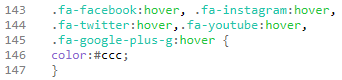 143 .fa-facebook:hover, .fa-instagram:hover,
144 .fa-twitter:hover,.fa-youtube:hover,
145 .fa-google-plus-g:hover {
146 color:#ccc;
147 }